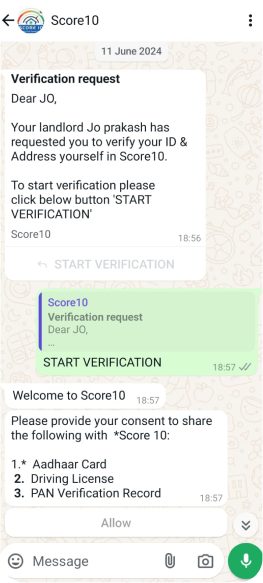 Score10
11 June 2024
Verification request
Dear JO,
Your landlord Jo prakash has
requested you to verify your ID &
Address yourself in Score10.
To start verification please
click below button 'START
VERIFICATION'
Score10
18:56
START VERIFICATION
Score10
Verification request
Dear JO,
...
START VERIFICATION
18:57
Welcome to Score10 18:57
Please provide your consent to share
the following with *Score 10:
1.* Aadhaar Card
2. Driving License
3. PAN Verification Record
18:57
Allow
Message